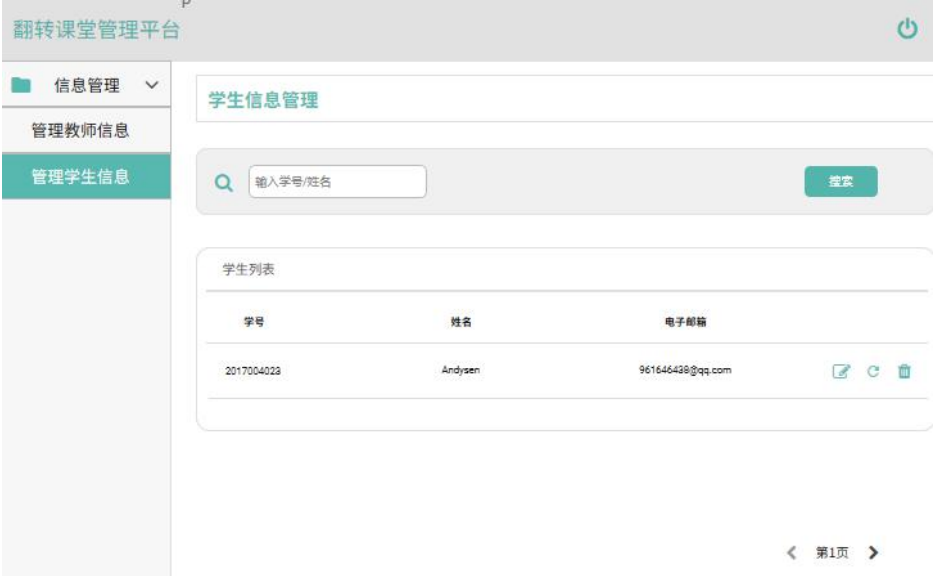 p
翻转课堂管理平台
信息管理
管理教师信息
管理学生信息
学生信息管理
输入学号/姓名
搜索
学生列表
学号 姓名 电子邮箱
2017004023 Andysen 961646438@qq.com
第1页